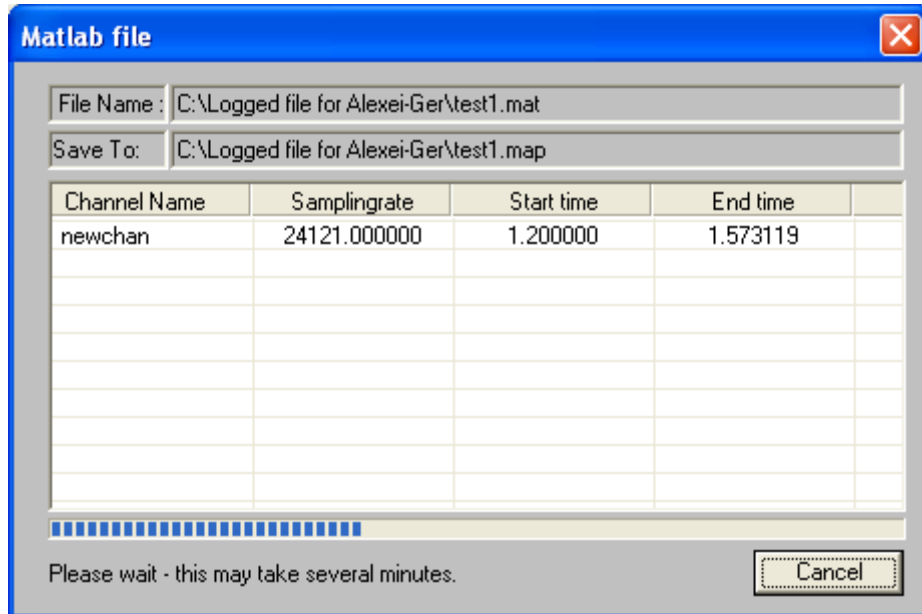 Matlab file
File Name : C:\Logged file for Alexei-Ger\test1.mat
Save To: C:\Logged file for Alexei-Ger\test1.map
Channel Name Samplingrate Start time End time
newchan 24121.000000 1.200000 1.573119
Please wait - this may take several minutes.
Cancel